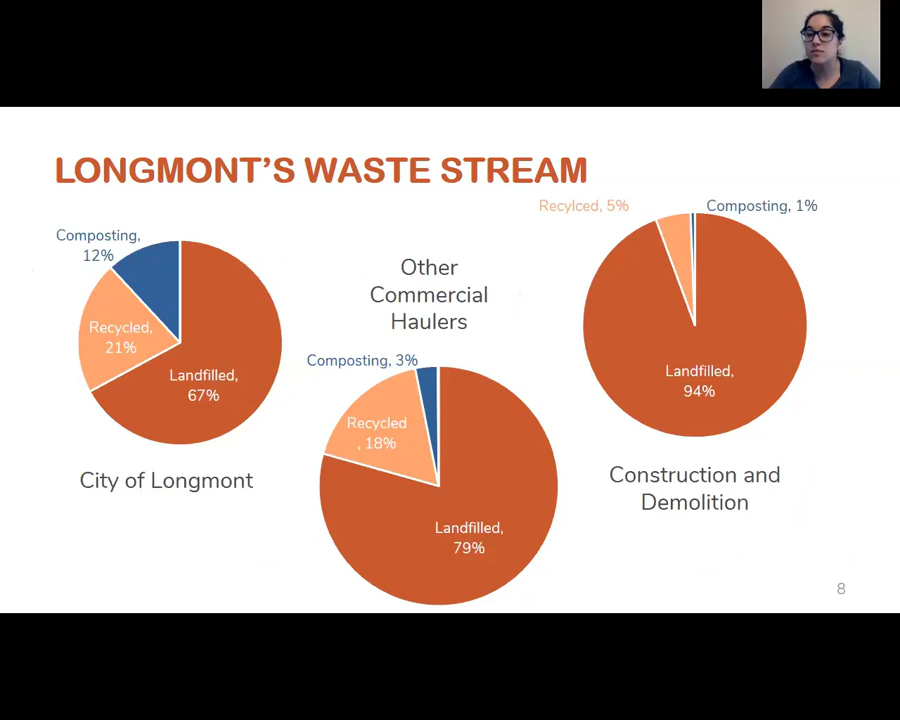 LONGMONT'S WASTE STREAM
Composting,
12%
Recycled,
21%
Landfilled,
67%
City of Longmont
Other
Commercial
Haulers
Composting, 3%
Recycled
, 18%
Landfilled,
79%
Recylced, 5%
Composting, 1%
Landfilled,
94%
Construction and
Demolition
8